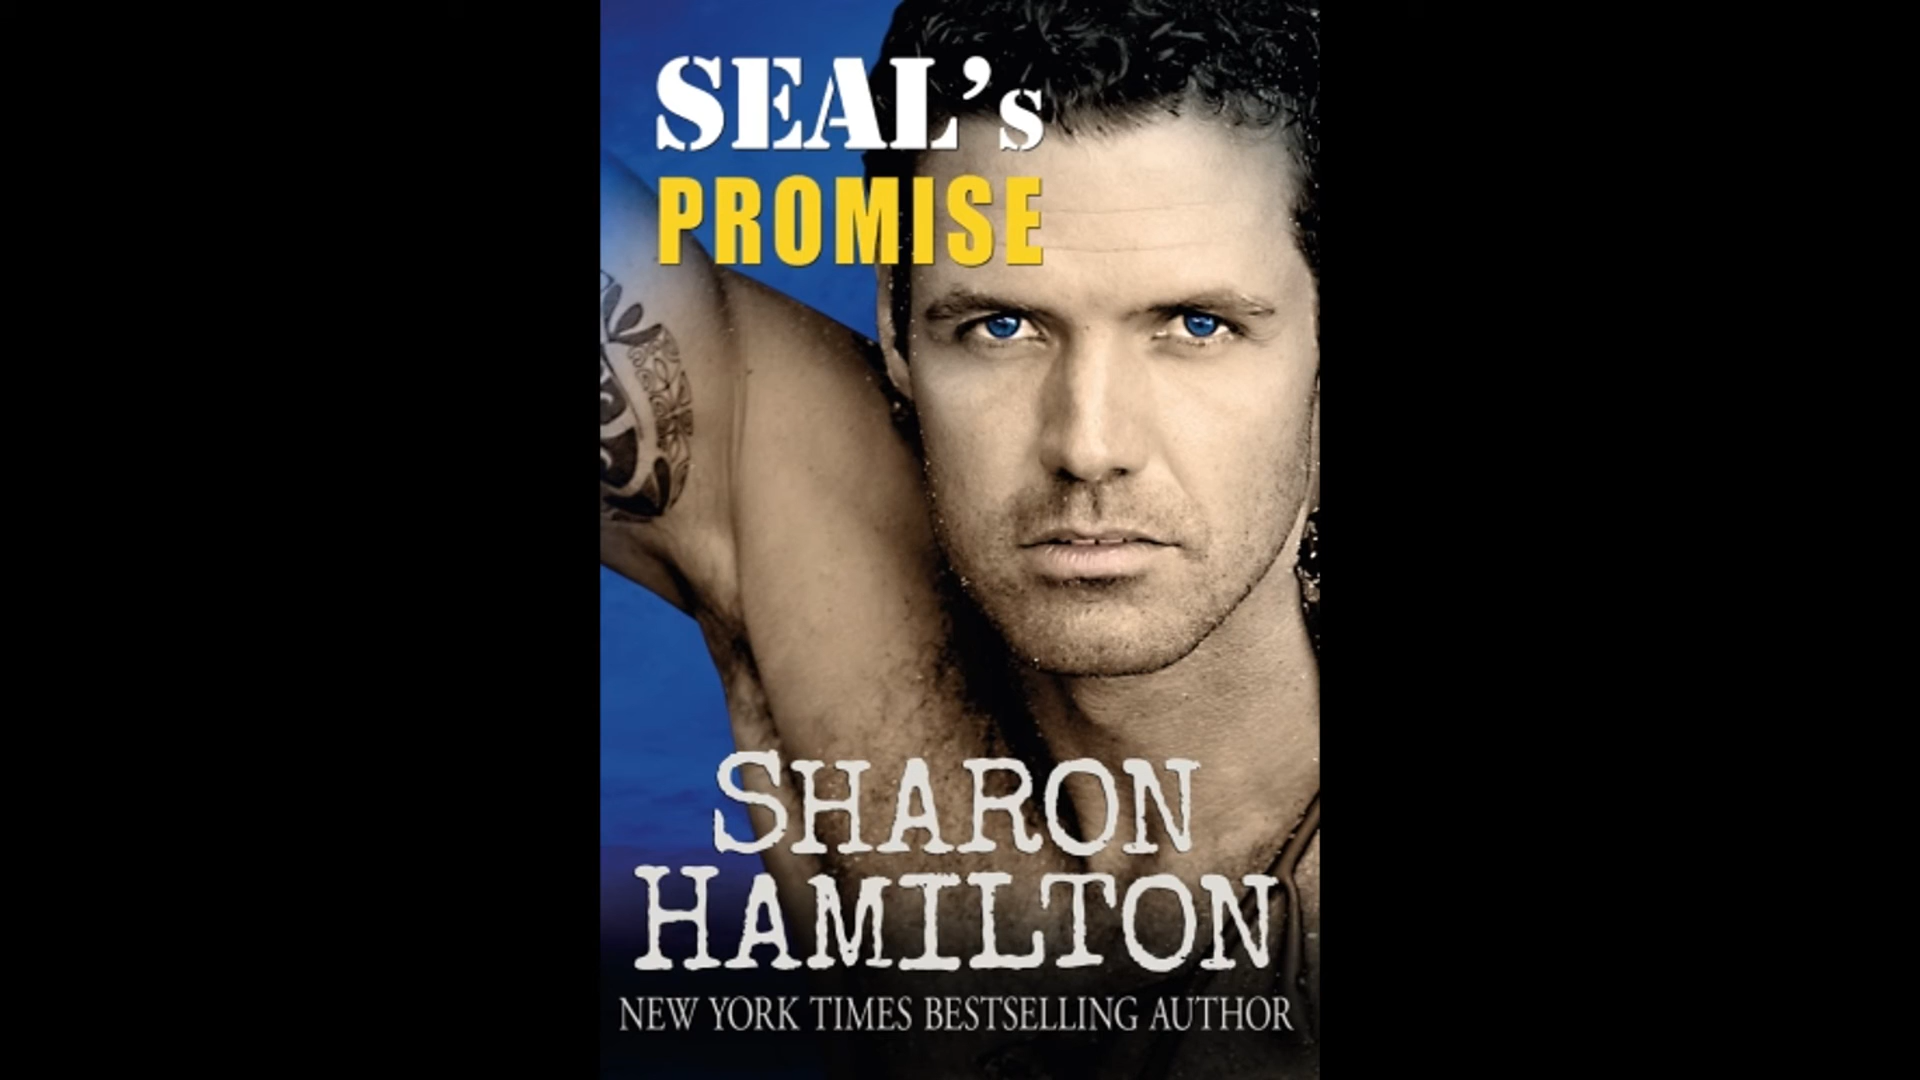 SEAL's
PROMISE
SHARON
HAMILTON
NEW YORK TIMES BESTSELLING AUTHOR